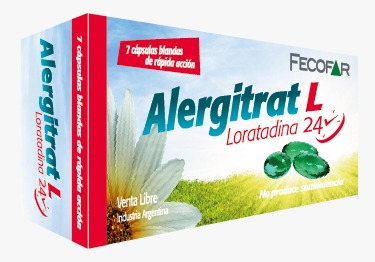 7 cápsulas blandas de rápida acción
Alergitrat L
Loratadina 24
7 cápsulas blandas
de rápida acción
FECOFAR
Alergitrat L
Loratadina 24
No produce somnolencia
Venta Libre
Industria Argentina